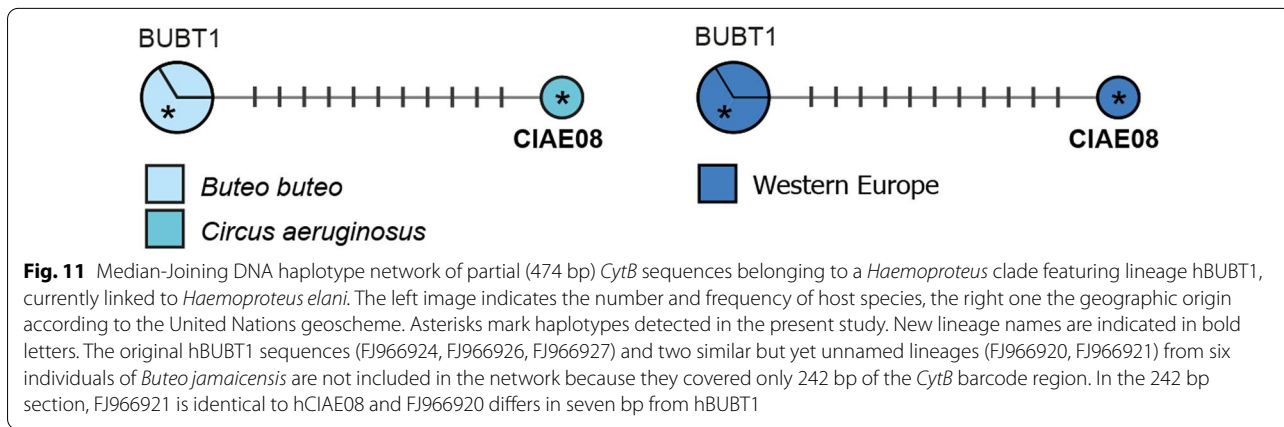 BUBT1
BUBT1
*
*
*
*
CIAE08
CIAE08
Buteo buteo
Western Europe
Circus aeruginosus
Fig. 11 Median-Joining DNA haplotype network of partial (474 bp) CytB sequences belonging to a Haemoproteus clade featuring lineage hBUBT1,
currently linked to Haemoproteus elani. The left image indicates the number and frequency of host species, the right one the geographic origin
according to the United Nations geoscheme. Asterisks mark haplotypes detected in the present study. New lineage names are indicated in bold
letters. The original hBUBT1 sequences (FJ966924, FJ966926, FJ966927) and two similar but yet unnamed lineages (FJ966920, FJ966921) from six
individuals of Buteo jamaicensis are not included in the network because they covered only 242 bp of the CytB barcode region. In the 242 bp
section, FJ966921 is identical to hCIAE08 and FJ966920 differs in seven bp from hBUBT1